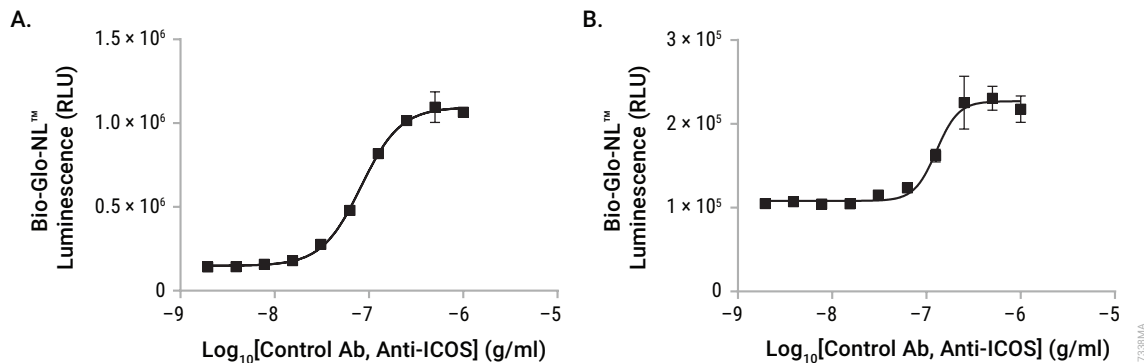 A.
1.5 × 10⁶
1.0 × 10⁶
0.5 × 10⁶
0
Bio-Glo-NL™
Luminescence (RLU)
−9 −8 −7 −6 −5
Log₁₀[Control Ab, Anti-ICOS] (g/ml)
B.
3 × 10⁵
2 × 10⁵
1 × 10⁵
0
Bio-Glo-NL™
Luminescence (RLU)
−9 −8 −7 −6 −5
Log₁₀[Control Ab, Anti-ICOS] (g/ml)